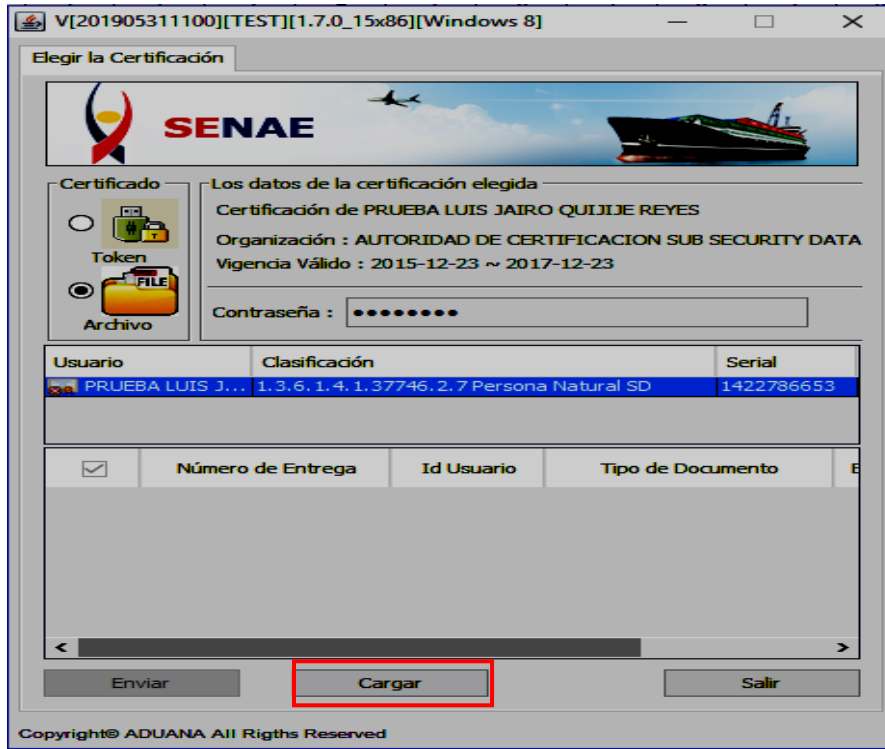 V[201905311100][TEST][1.7.0_15x86][Windows 8]
Elegir la Certificación
SENAE
Certificado
Los datos de la certificación elegida
Certificación de PRUEBA LUIS JAIRO QUIJIJE REYES
Organización : AUTORIDAD DE CERTIFICACION SUB SECURITY DATA
Vigencia Válido : 2015-12-23 ~ 2017-12-23
Token
FILE
Archivo
Contraseña :
Usuario Clasificación Serial
PRUEBA LUIS J... 1.3.6.1.4.1.37746.2.7 Persona Natural SD 1422786653
Número de Entrega Id Usuario Tipo de Documento E
Enviar Cargar Salir
Copyright© ADUANA All Rigths Reserved